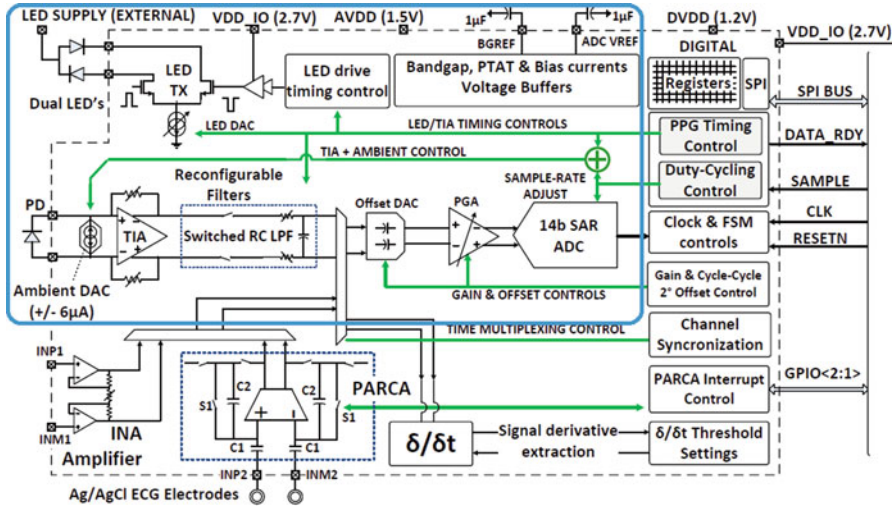 LED SUPPLY (EXTERNAL)
VDD_IO (2.7V)
AVDD (1.5V)
1µF
1µF
DVDD (1.2V)
VDD_IO (2.7V)
BGREF
ADC VREF
DIGITAL
LED
TX
Dual LED's
LED drive
timing control
Bandgap, PTAT & Bias currents
Voltage Buffers
Registers
SPI
SPI BUS
LED DAC
LED/TIA TIMING CONTROLS
PPG Timing
Control
DATA_RDY
TIA + AMBIENT CONTROL
Duty-Cycling
Control
SAMPLE
Reconfigurable
Filters
SAMPLE-RATE
ADJUST
PD
TIA
Switched RC LPF
Offset DAC
PGA
14b SAR
ADC
Clock & FSM
controls
CLK
RESETN
Ambient DAC
(+/- 6µA)
GAIN & OFFSET CONTROLS
Gain & Cycle-Cycle
2° Offset Control
TIME MULTIPLEXING CONTROL
Channel
Syncronization
INP1
INM1
INA
Amplifier
C2
C2
S1
S1
C1
C1
PARCA
PARCA Interrupt
Control
GPIO<2:1>
δ/δt
Signal derivative
extraction
δ/δt Threshold
Settings
INP2
INM2
Ag/AgCl ECG Electrodes